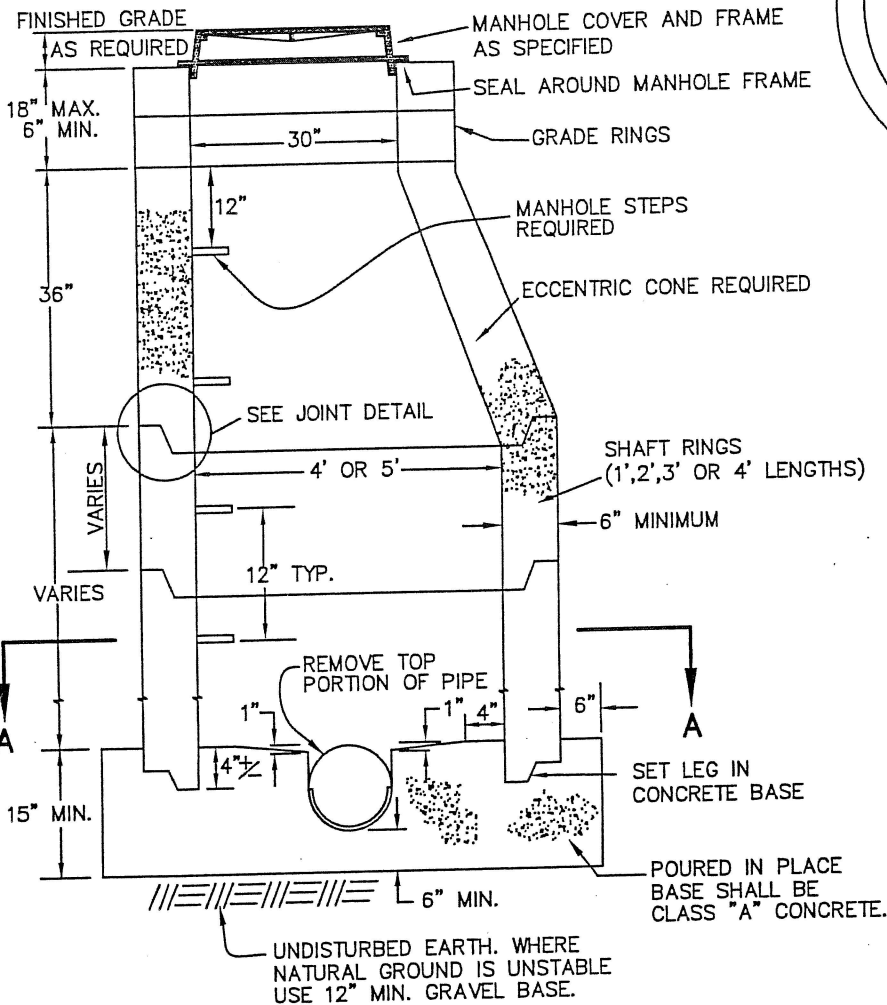 FINISHED GRADE
AS REQUIRED
MANHOLE COVER AND FRAME
AS SPECIFIED
SEAL AROUND MANHOLE FRAME
18" MAX.
6" MIN.
30"
GRADE RINGS
12"
MANHOLE STEPS
REQUIRED
36"
ECCENTRIC CONE REQUIRED
SEE JOINT DETAIL
4' OR 5'
SHAFT RINGS
(1',2',3' OR 4' LENGTHS)
VARIES
6" MINIMUM
12" TYP.
VARIES
REMOVE TOP
PORTION OF PIPE
A
1"
1"
4"
6"
A
4"+/-
SET LEG IN
CONCRETE BASE
15" MIN.
6" MIN.
POURED IN PLACE
BASE SHALL BE
CLASS "A" CONCRETE.
UNDISTURBED EARTH. WHERE
NATURAL GROUND IS UNSTABLE
USE 12" MIN. GRAVEL BASE.